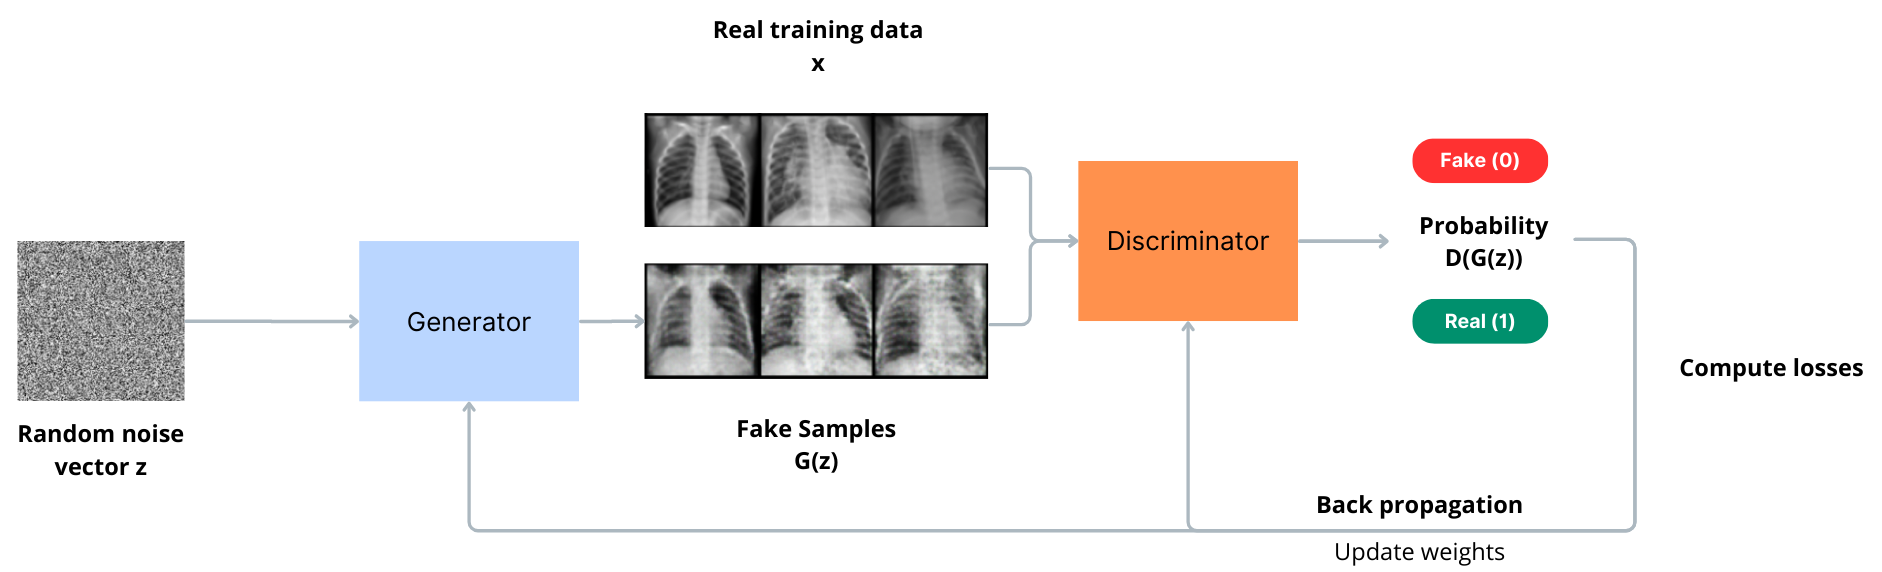 Real training data
x
Random noise
vector z
Generator
Fake Samples
G(z)
Discriminator
Fake (0)
Probability
D(G(z))
Real (1)
Compute losses
Back propagation
Update weights